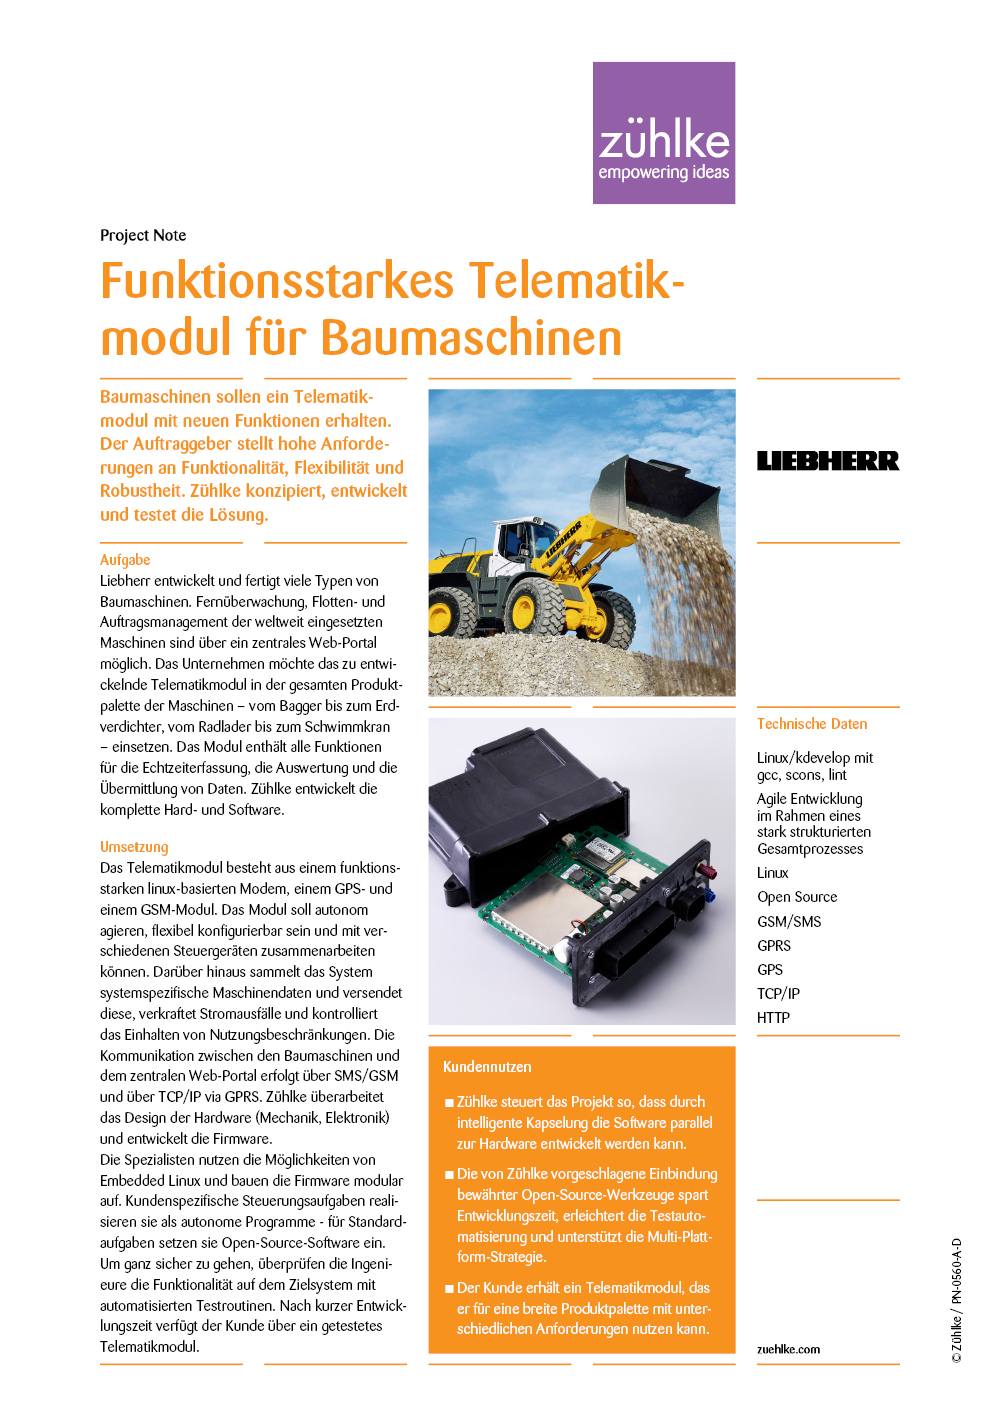 zühlke
empowering ideas
Project Note
Funktionsstarkes Telematik-
modul für Baumaschinen
Baumaschinen sollen ein Telematik-
modul mit neuen Funktionen erhalten.
Der Auftraggeber stellt hohe Anforde-
rungen an Funktionalität, Flexibilität und
Robustheit. Zühlke konzipiert, entwickelt
und testet die Lösung.
Aufgabe
Liebherr entwickelt und fertigt viele Typen von
Baumaschinen. Fernüberwachung, Flotten- und
Auftragsmanagement der weltweit eingesetzten
Maschinen sind über ein zentrales Web-Portal
möglich. Das Unternehmen möchte das zu entwi-
ckelnde Telematikmodul in der gesamten Produkt-
palette der Maschinen – vom Bagger bis zum Erd-
verdichter, vom Radlader bis zum Schwimmkran
– einsetzen. Das Modul enthält alle Funktionen
für die Echtzeiterfassung, die Auswertung und die
Übermittlung von Daten. Zühlke entwickelt die
komplette Hard- und Software.
Umsetzung
Das Telematikmodul besteht aus einem funktions-
starken linux-basierten Modem, einem GPS- und
einem GSM-Modul. Das Modul soll autonom
agieren, flexibel konfigurierbar sein und mit ver-
schiedenen Steuergeräten zusammenarbeiten
können. Darüber hinaus sammelt das System
systemspezifische Maschinendaten und versendet
diese, verkraftet Stromausfälle und kontrolliert
das Einhalten von Nutzungsbeschränkungen. Die
Kommunikation zwischen den Baumaschinen und
dem zentralen Web-Portal erfolgt über SMS/GSM
und über TCP/IP via GPRS. Zühlke überarbeitet
das Design der Hardware (Mechanik, Elektronik)
und entwickelt die Firmware.
Die Spezialisten nutzen die Möglichkeiten von
Embedded Linux und bauen die Firmware modular
auf. Kundenspezifische Steuerungsaufgaben reali-
sieren sie als autonome Programme - für Standard-
aufgaben setzen sie Open-Source-Software ein.
Um ganz sicher zu gehen, überprüfen die Ingeni-
eure die Funktionalität auf dem Zielsystem mit
automatisierten Testroutinen. Nach kurzer Entwick-
lungszeit verfügt der Kunde über ein getestetes
Telematikmodul.
LIEBHERR
Kundennutzen
■ Zühlke steuert das Projekt so, dass durch
intelligente Kapselung die Software parallel
zur Hardware entwickelt werden kann.
■ Die von Zühlke vorgeschlagene Einbindung
bewährter Open-Source-Werkzeuge spart
Entwicklungszeit, erleichtert die Testauto-
matisierung und unterstützt die Multi-Platt-
form-Strategie.
■ Der Kunde erhält ein Telematikmodul, das
er für eine breite Produktpalette mit unter-
schiedlichen Anforderungen nutzen kann.
LIEBHERR
Technische Daten
Linux/kdevelop mit
gcc, scons, lint
Agile Entwicklung
im Rahmen eines
stark strukturierten
Gesamtprozesses
Linux
Open Source
GSM/SMS
GPRS
GPS
TCP/IP
HTTP
zuehlke.com
© Zühlke / PN-0560-A-D